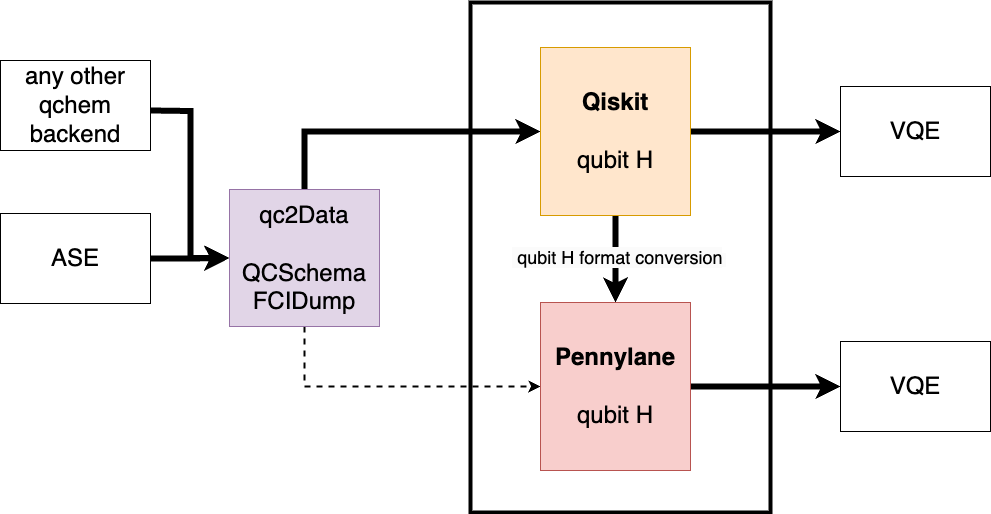 any other
qchem
backend
ASE
qc2Data
QCSchema
FCIDump
Qiskit
qubit H
qubit H format conversion
Pennylane
qubit H
VQE
VQE